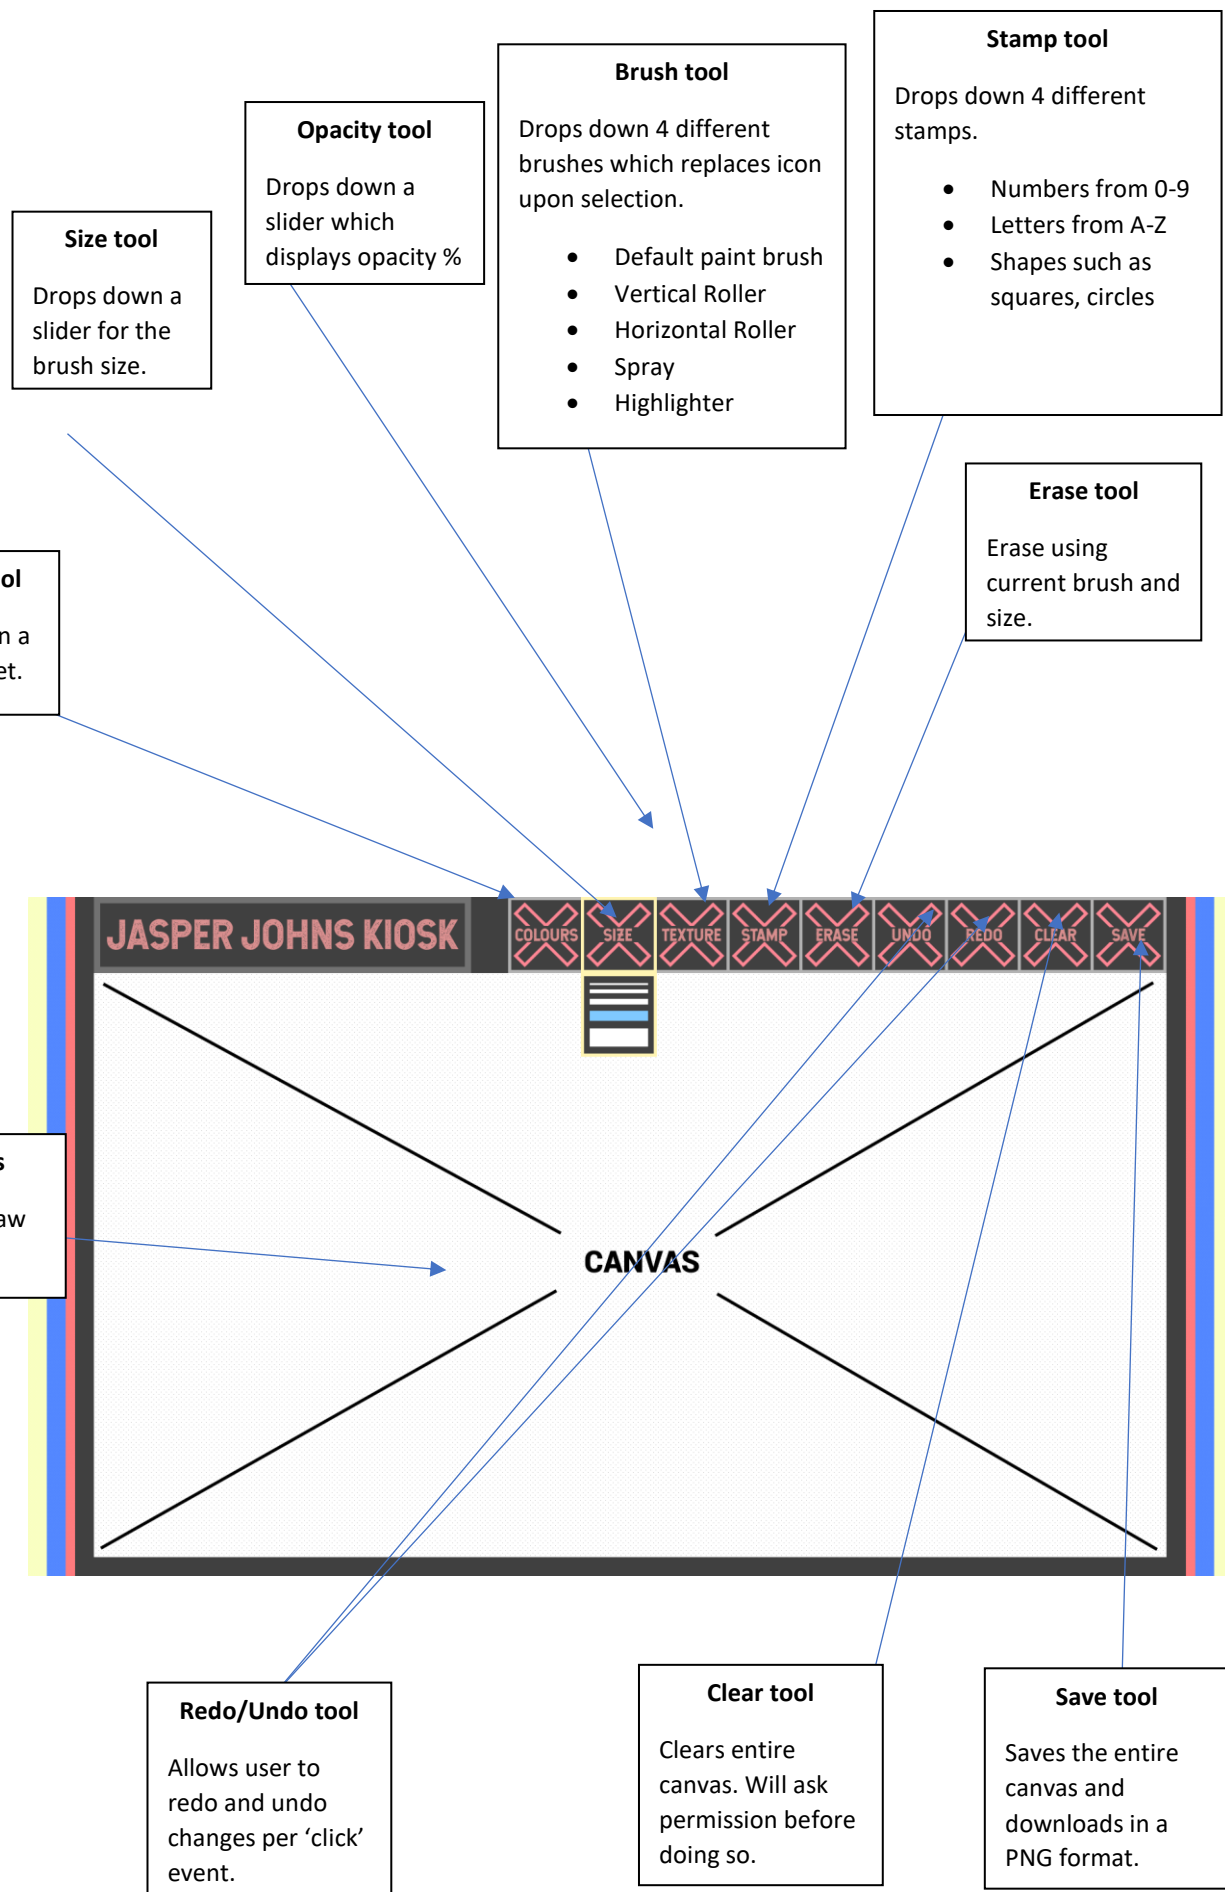 Stamp tool
Drops down 4 different
stamps.
• Numbers from 0-9
• Letters from A-Z
• Shapes such as
squares, circles
Brush tool
Drops down 4 different
brushes which replaces icon
upon selection.
• Default paint brush
• Vertical Roller
• Horizontal Roller
• Spray
• Highlighter
Opacity tool
Drops down a
slider which
displays opacity %
Size tool
Drops down a
slider for the
brush size.
Erase tool
Erase using
current brush and
size.
ol
n a
et.
JASPER JOHNS KIOSK
COLOURS
SIZE
TEXTURE
STAMP
ERASE
UNDO
REDO
CLEAR
SAVE
s
aw
CANVAS
Redo/Undo tool
Allows user to
redo and undo
changes per ‘click’
event.
Clear tool
Clears entire
canvas. Will ask
permission before
doing so.
Save tool
Saves the entire
canvas and
downloads in a
PNG format.